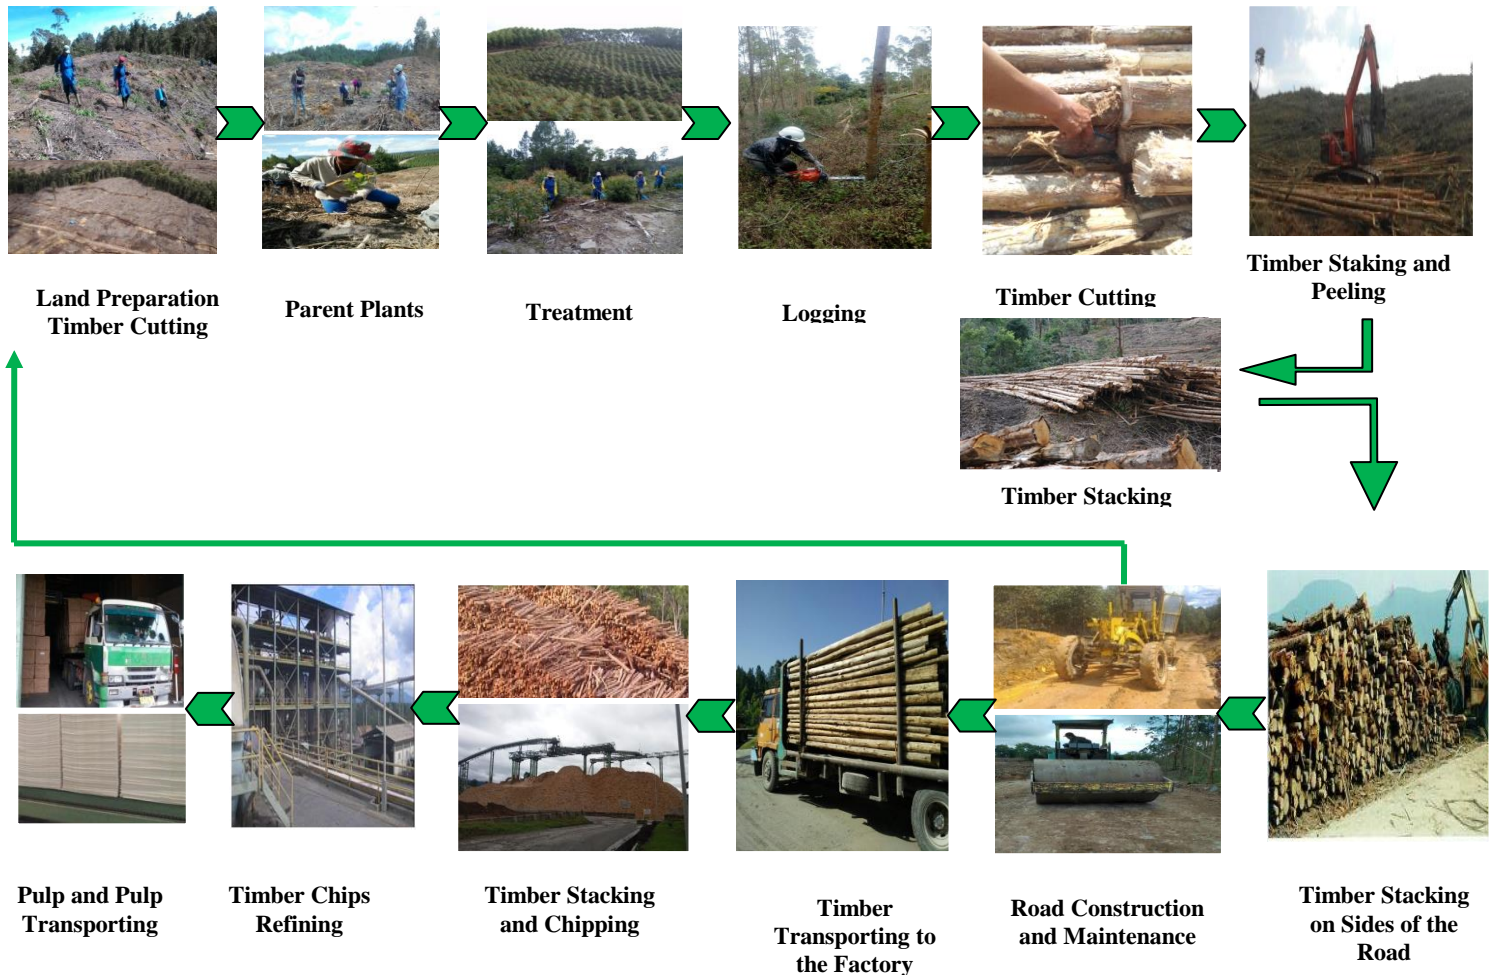 Land Preparation
Timber Cutting
Parent Plants
Treatment
Logging
Timber Cutting
Timber Staking and
Peeling
Timber Stacking
Pulp and Pulp
Transporting
Timber Chips
Refining
Timber Stacking
and Chipping
Timber
Transporting to
the Factory
Road Construction
and Maintenance
Timber Stacking
on Sides of the
Road